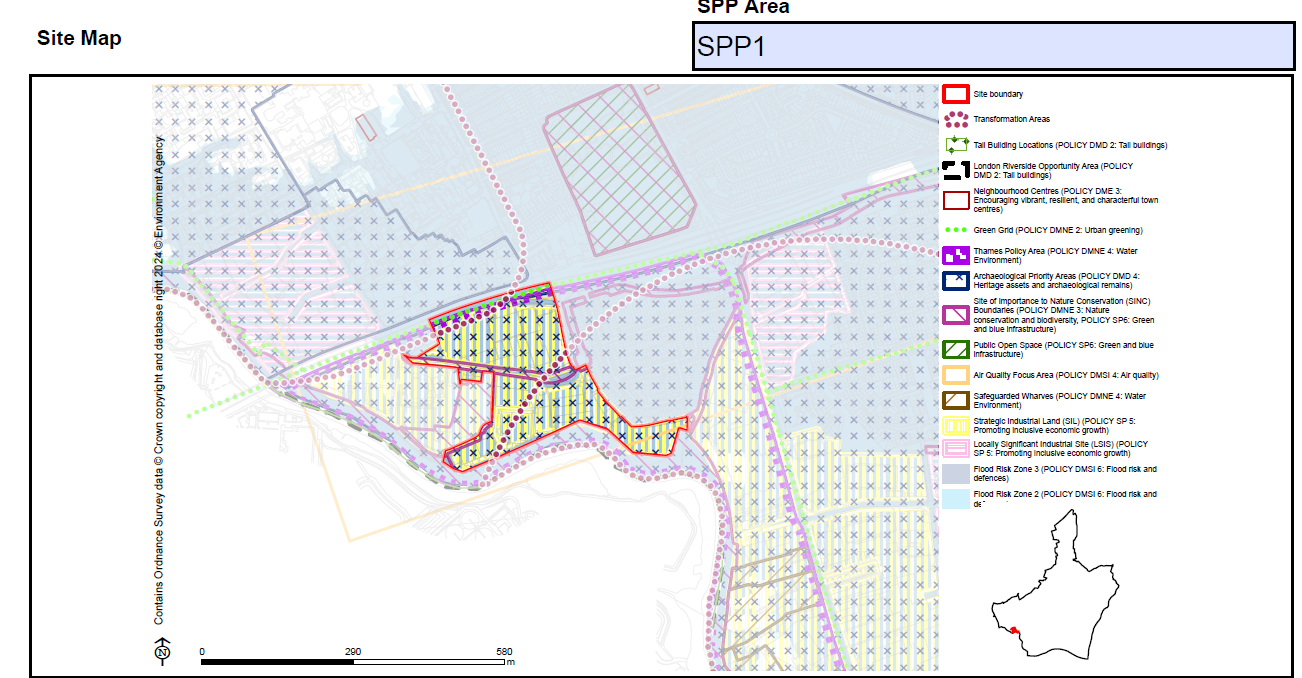 SPP Area
Site Map
SPP1
Contains Ordnance Survey data © Crown copyright and database right 2024 © Environment Agency
Site boundary
Transformation Areas
Tall Building Locations (POLICY DMD 2: Tall buildings)
London Riverside Opportunity Area (POLICY
DMD 2: Tall buildings)
Neighbourhood Centres (POLICY DME 3:
Encouraging vibrant, resilient, and characterful town
centres)
Green Grid (POLICY DMNE 2: Urban greening)
Thames Policy Area (POLICY DMNE 4: Water
Environment)
Archaeological Priority Areas (POLICY DMD 4:
Heritage assets and archaeological remains)
Site of Importance to Nature Conservation (SINC)
Boundaries (POLICY DMNE 3: Nature
conservation and biodiversity, POLICY SP6: Green
and blue infrastructure)
Public Open Space (POLICY SP6: Green and blue
infrastructure)
Air Quality Focus Area (POLICY DMSI 4: Air quality)
Safeguarded Wharves (POLICY DMNE 4: Water
Environment)
Strategic Industrial Land (SIL) (POLICY SP 5:
Promoting inclusive economic growth)
Locally Significant Industrial Site (LSIS) (POLICY
SP 5: Promoting inclusive economic growth)
Flood Risk Zone 3 (POLICY DMSI 6: Flood risk and
defences)
Flood Risk Zone 2 (POLICY DMSI 6: Flood risk and
N
0 290 580
m